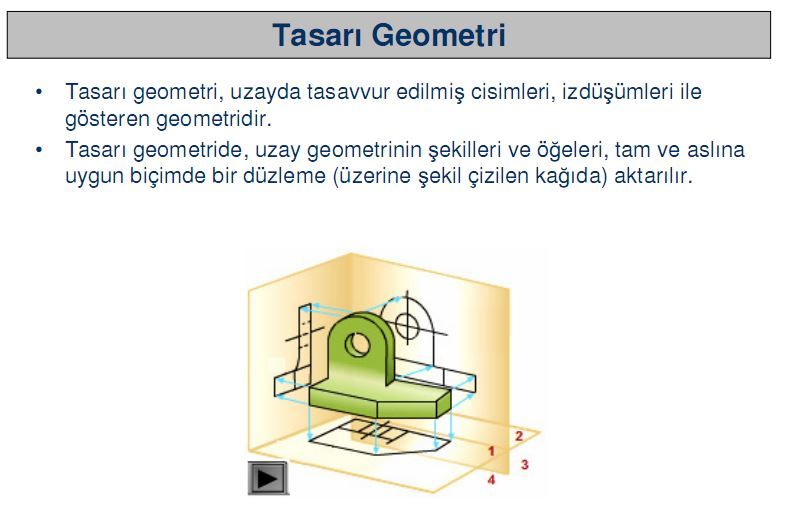 Tasarı Geometri
• Tasarı geometri, uzayda tasavvur edilmiş cisimleri, izdüşümleri ile
gösteren geometridir.
• Tasarı geometride, uzay geometrinin şekilleri ve öğeleri, tam ve aslına
uygun biçimde bir düzleme (üzerine şekil çizilen kağıda) aktarılır.
2
1
3
4